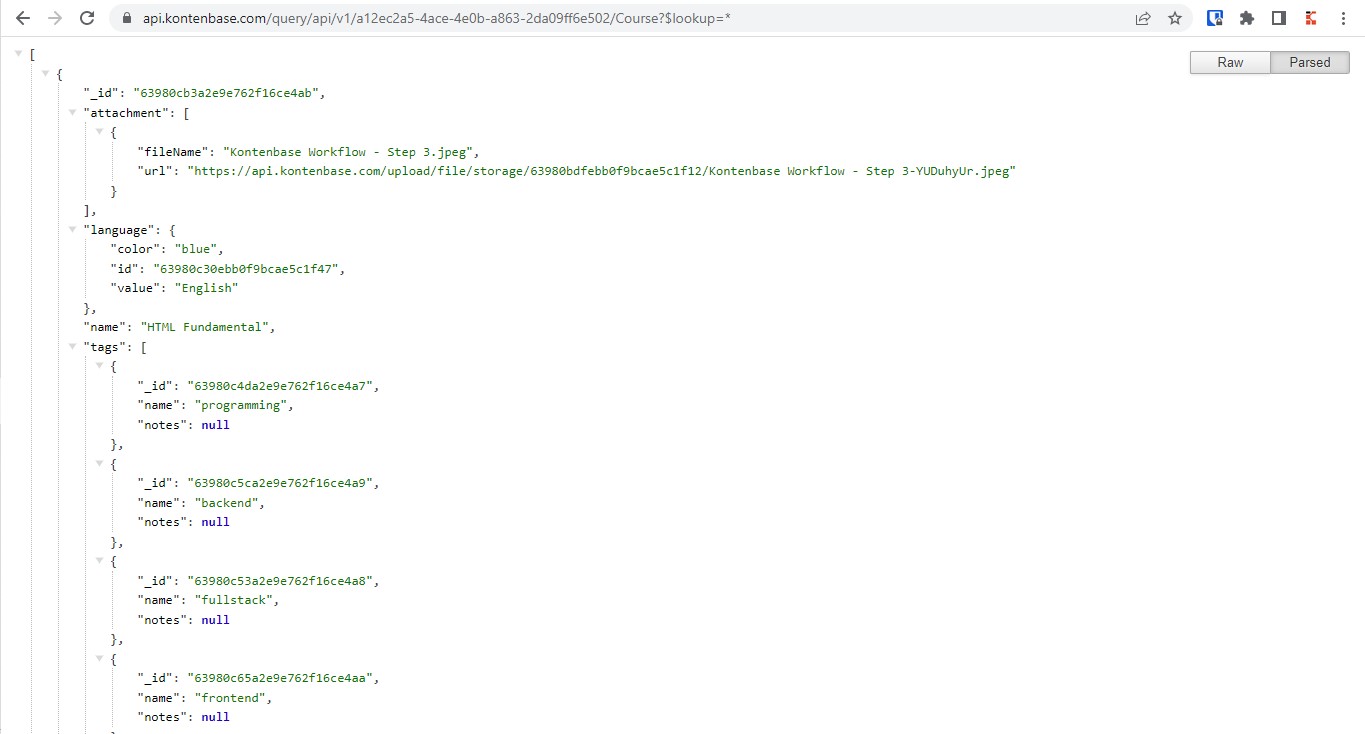 api.kontenbase.com/query/api/v1/a12ec2a5-4ace-4e0b-a863-2da09ff6e502/Course?$lookup=*
Raw Parsed
[
{
"_id": "63980cb3a2e9e762f16ce4ab",
"attachment": [
{
"fileName": "Kontenbase Workflow - Step 3.jpeg",
"url": "https://api.kontenbase.com/upload/file/storage/63980bdfebb0f9bcae5c1f12/Kontenbase Workflow - Step 3-YUDuhyUr.jpeg"
}
],
"language": {
"color": "blue",
"id": "63980c30ebb0f9bcae5c1f47",
"value": "English"
},
"name": "HTML Fundamental",
"tags": [
{
"_id": "63980c4da2e9e762f16ce4a7",
"name": "programming",
"notes": null
},
{
"_id": "63980c5ca2e9e762f16ce4a9",
"name": "backend",
"notes": null
},
{
"_id": "63980c53a2e9e762f16ce4a8",
"name": "fullstack",
"notes": null
},
{
"_id": "63980c65a2e9e762f16ce4aa",
"name": "frontend",
"notes": null